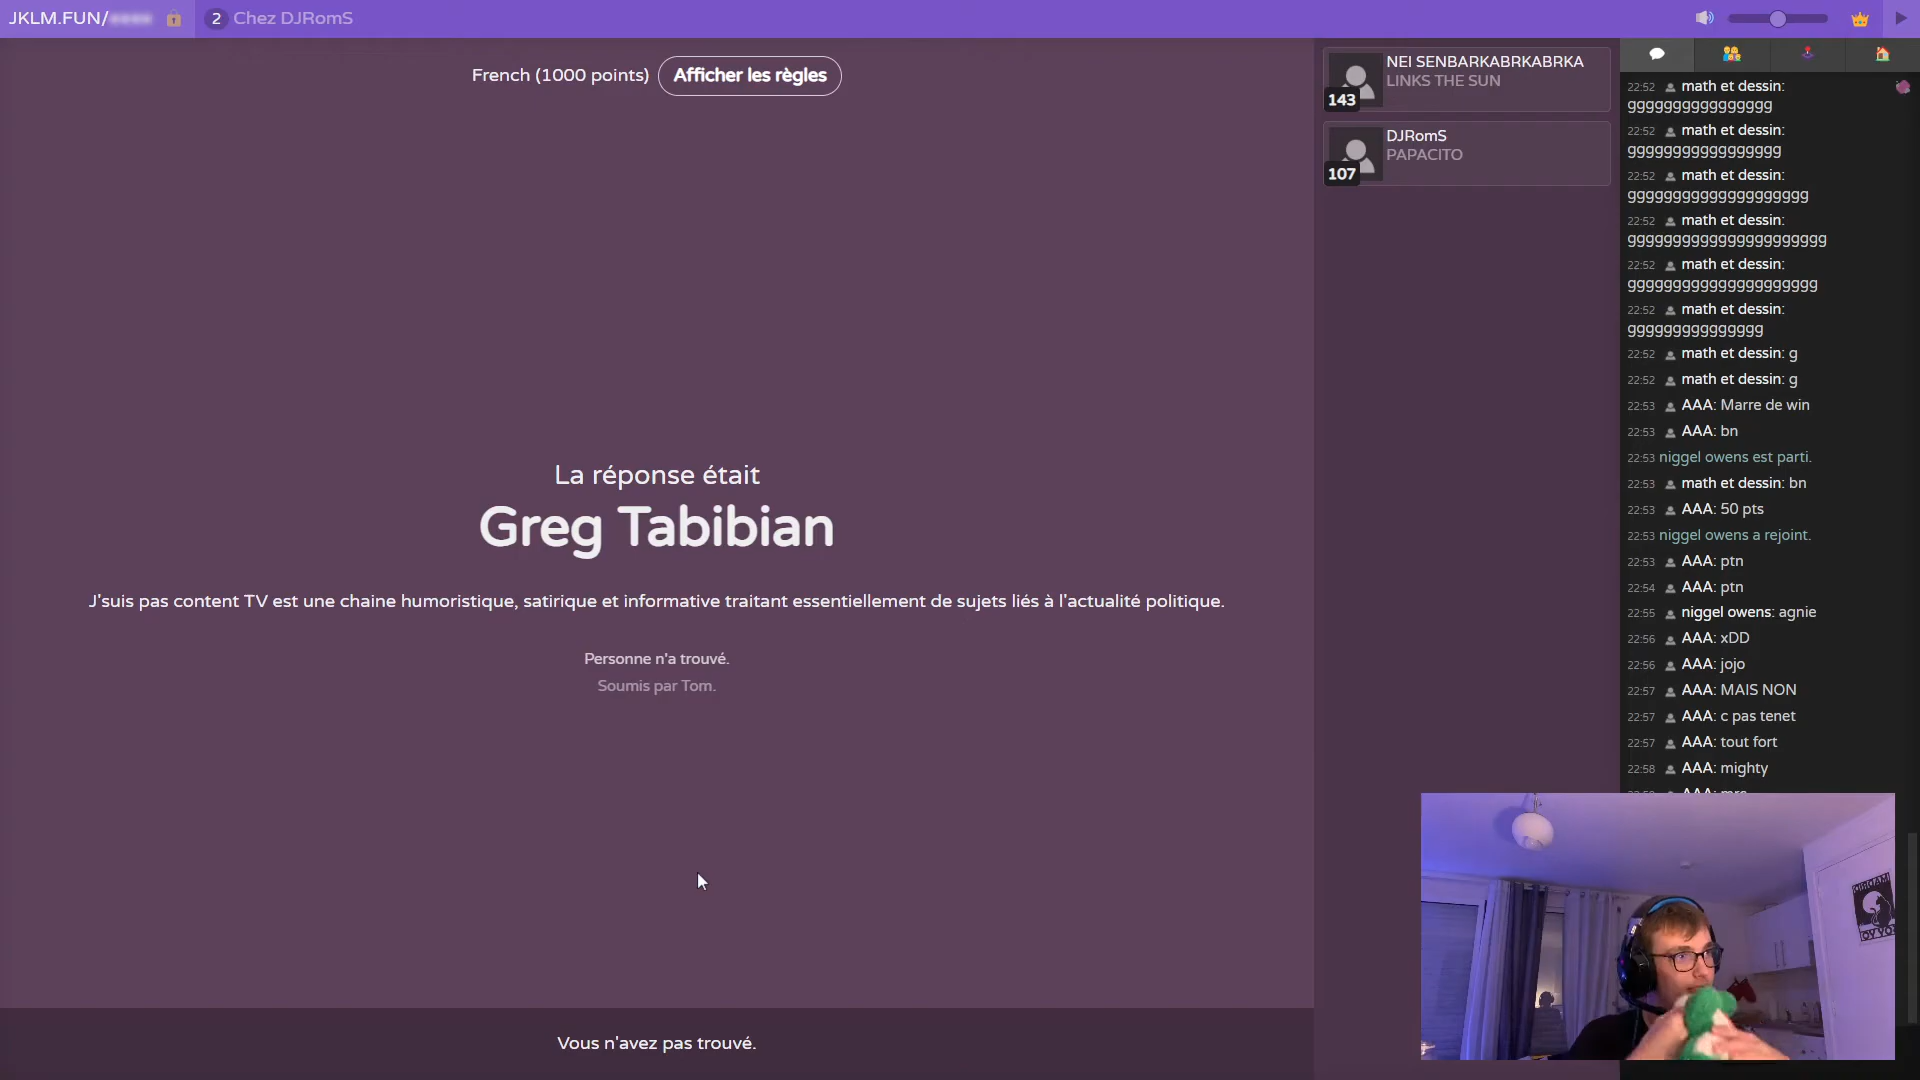 JKLM.FUN/
2 Chez DJRomS
French (1000 points) Afficher les règles
La réponse était
Greg Tabibian
J'suis pas content TV est une chaine humoristique, satirique et informative traitant essentiellement de sujets liés à l'actualité politique.
Personne n'a trouvé.
Soumis par Tom.
Vous n'avez pas trouvé.
NEI SENBARKABRKABRKA
LINKS THE SUN
143
DJRomS
PAPACITO
107
22:52 math et dessin:
gggggggggggggggg
22:52 math et dessin:
ggggggggggggggggg
22:52 math et dessin:
gggggggggggggggggggg
22:52 math et dessin:
gggggggggggggggggggggg
22:52 math et dessin:
ggggggggggggggggggggg
22:52 math et dessin:
ggggggggggggggg
22:52 math et dessin: g
22:52 math et dessin: g
22:53 AAA: Marre de win
22:53 AAA: bn
22:53 niggel owens est parti.
22:53 math et dessin: bn
22:53 AAA: 50 pts
22:53 niggel owens a rejoint.
22:53 AAA: ptn
22:54 AAA: ptn
22:55 niggel owens: agnie
22:56 AAA: xDD
22:56 AAA: jojo
22:57 AAA: MAIS NON
22:57 AAA: c pas tenet
22:57 AAA: tout fort
22:58 AAA: mighty